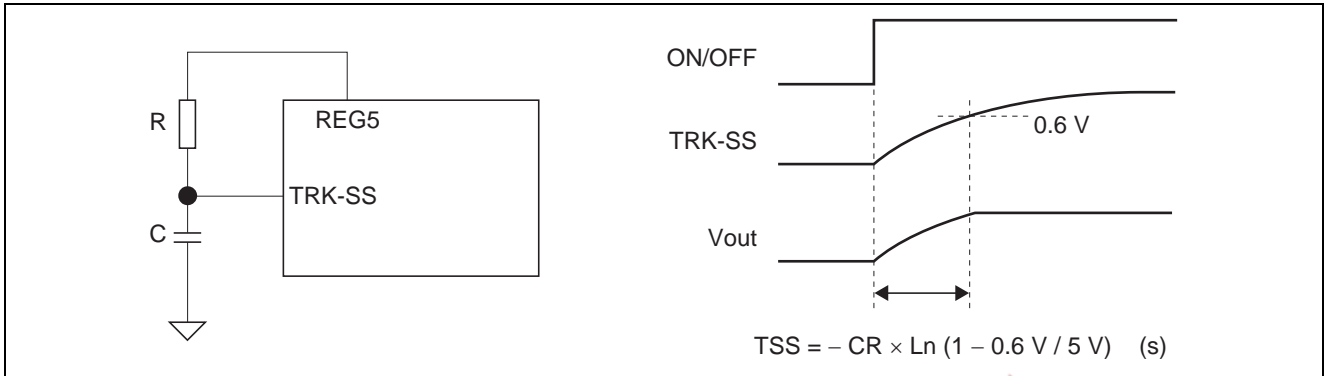 R
REG5
TRK-SS
C
ON/OFF
TRK-SS
0.6 V
Vout
TSS = – CR × Ln (1 – 0.6 V / 5 V) (s)